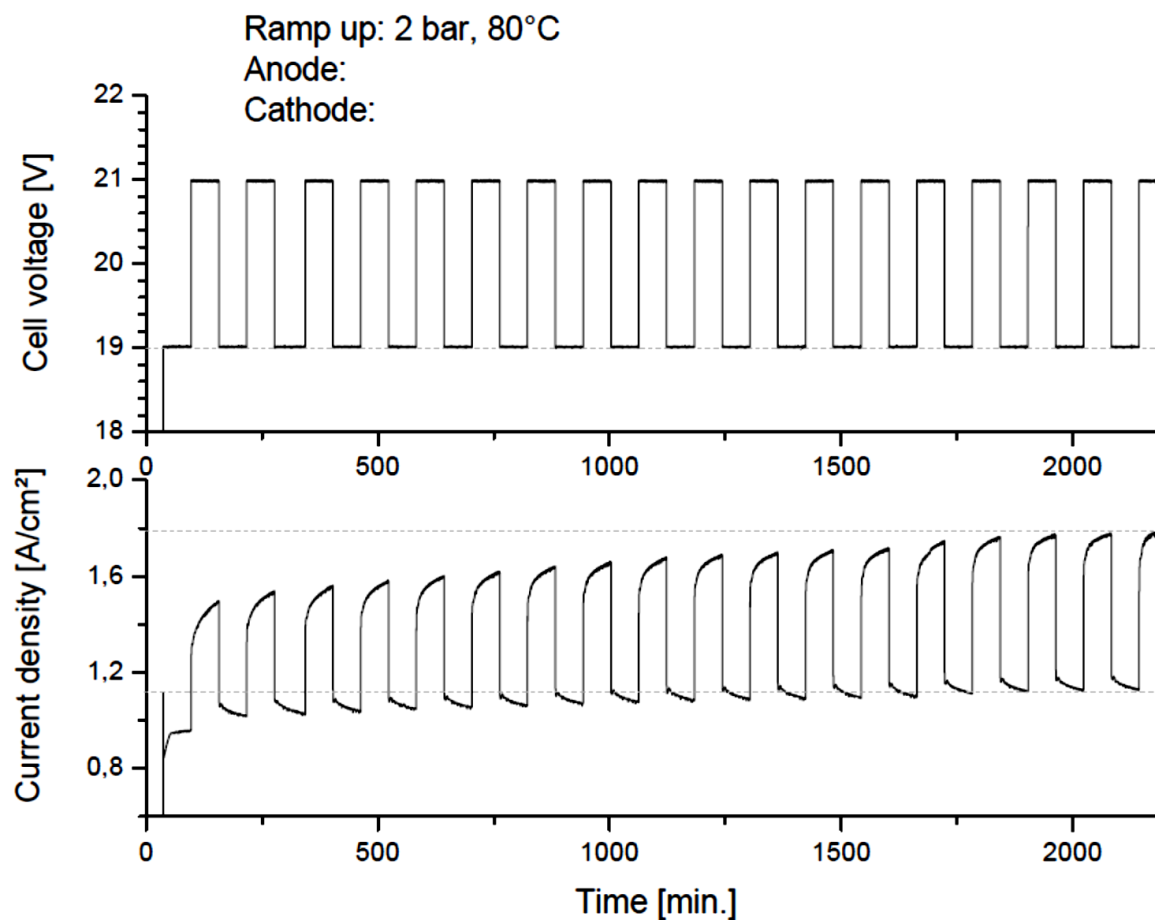 Ramp up: 2 bar, 80°C
Anode:
Cathode:
Cell voltage [V]
22
21
20
19
18
0 500 1000 1500 2000
Current density [A/cm²]
2,0
1,6
1,2
0,8
0 500 1000 1500 2000
Time [min.]